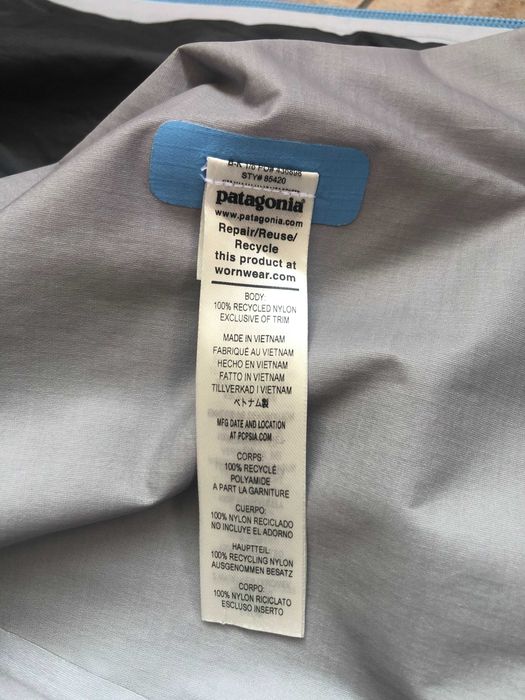 STY# 85420
patagonia
www.patagonia.com
Repair/Reuse/
Recycle
this product at
wornwear.com
BODY
100% RECYCLED NYLON
EXCLUSIVE OF TRIM
MADE IN VIETNAM
FABRIQUÉ AU VIETNAM
HECHO EN VIETNAM
FATTO IN VIETNAM
TILLVERKAD I VIETNAM
ベトナム製
MFG DATE AND LOCATION
AT PCPSIA.COM
CORPS:
100% RECYCLÉ
POLYAMIDE
A PART LA GARNITURE
CUERPO:
100% NYLON RECICLADO
NO INCLUYE EL ADORNO
HAUPTTEIL:
100% RECYCLING NYLON
AUSGENOMMEN BESATZ
CORPO:
100% NYLON RICICLATO
ESCLUSO INSERTO